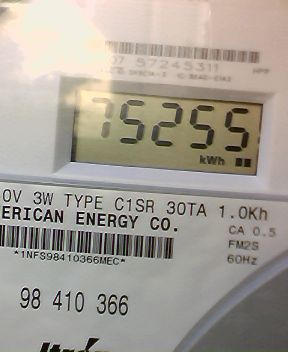 57245311
75255
kWh
0V 3W TYPE C1SR 30TA 1.0Kh
ERICAN ENERGY CO.
CA 0.5
*1NFS98410366MEC*
FM2S
60Hz
98 410 366
Itron